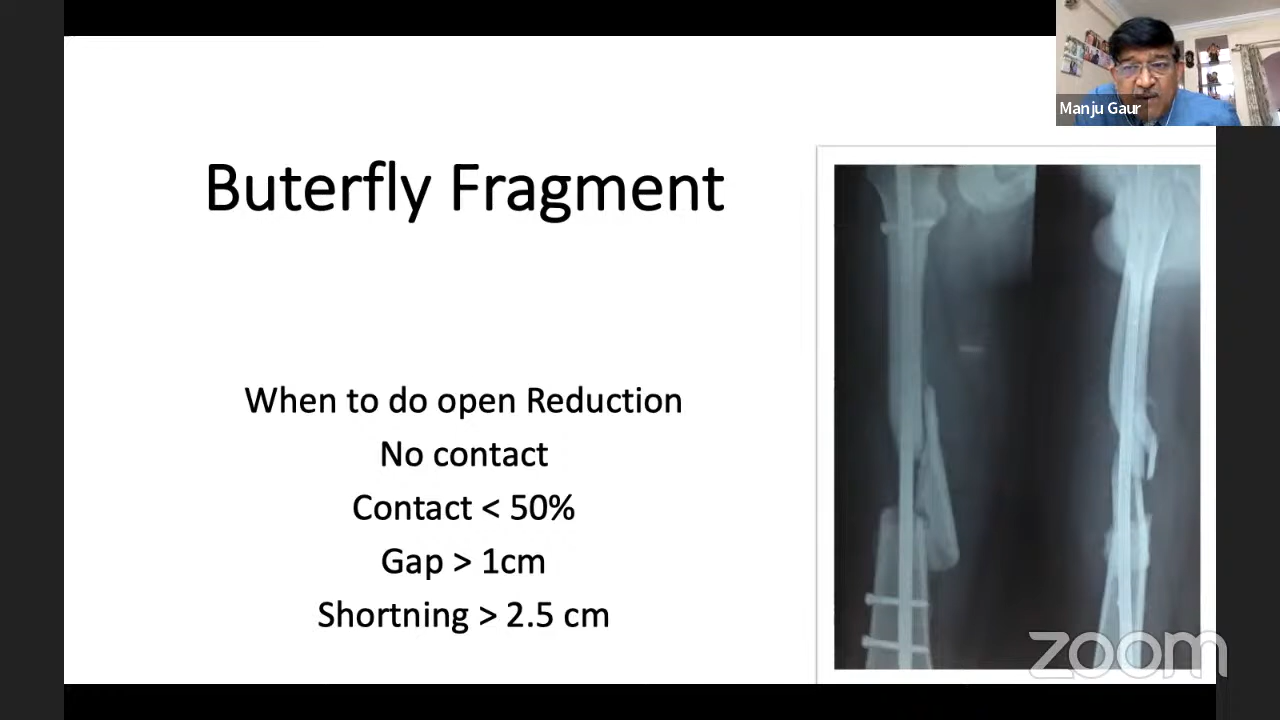 Manju Gaur
Buterfly Fragment
When to do open Reduction
No contact
Contact < 50%
Gap > 1cm
Shortning > 2.5 cm
zoom